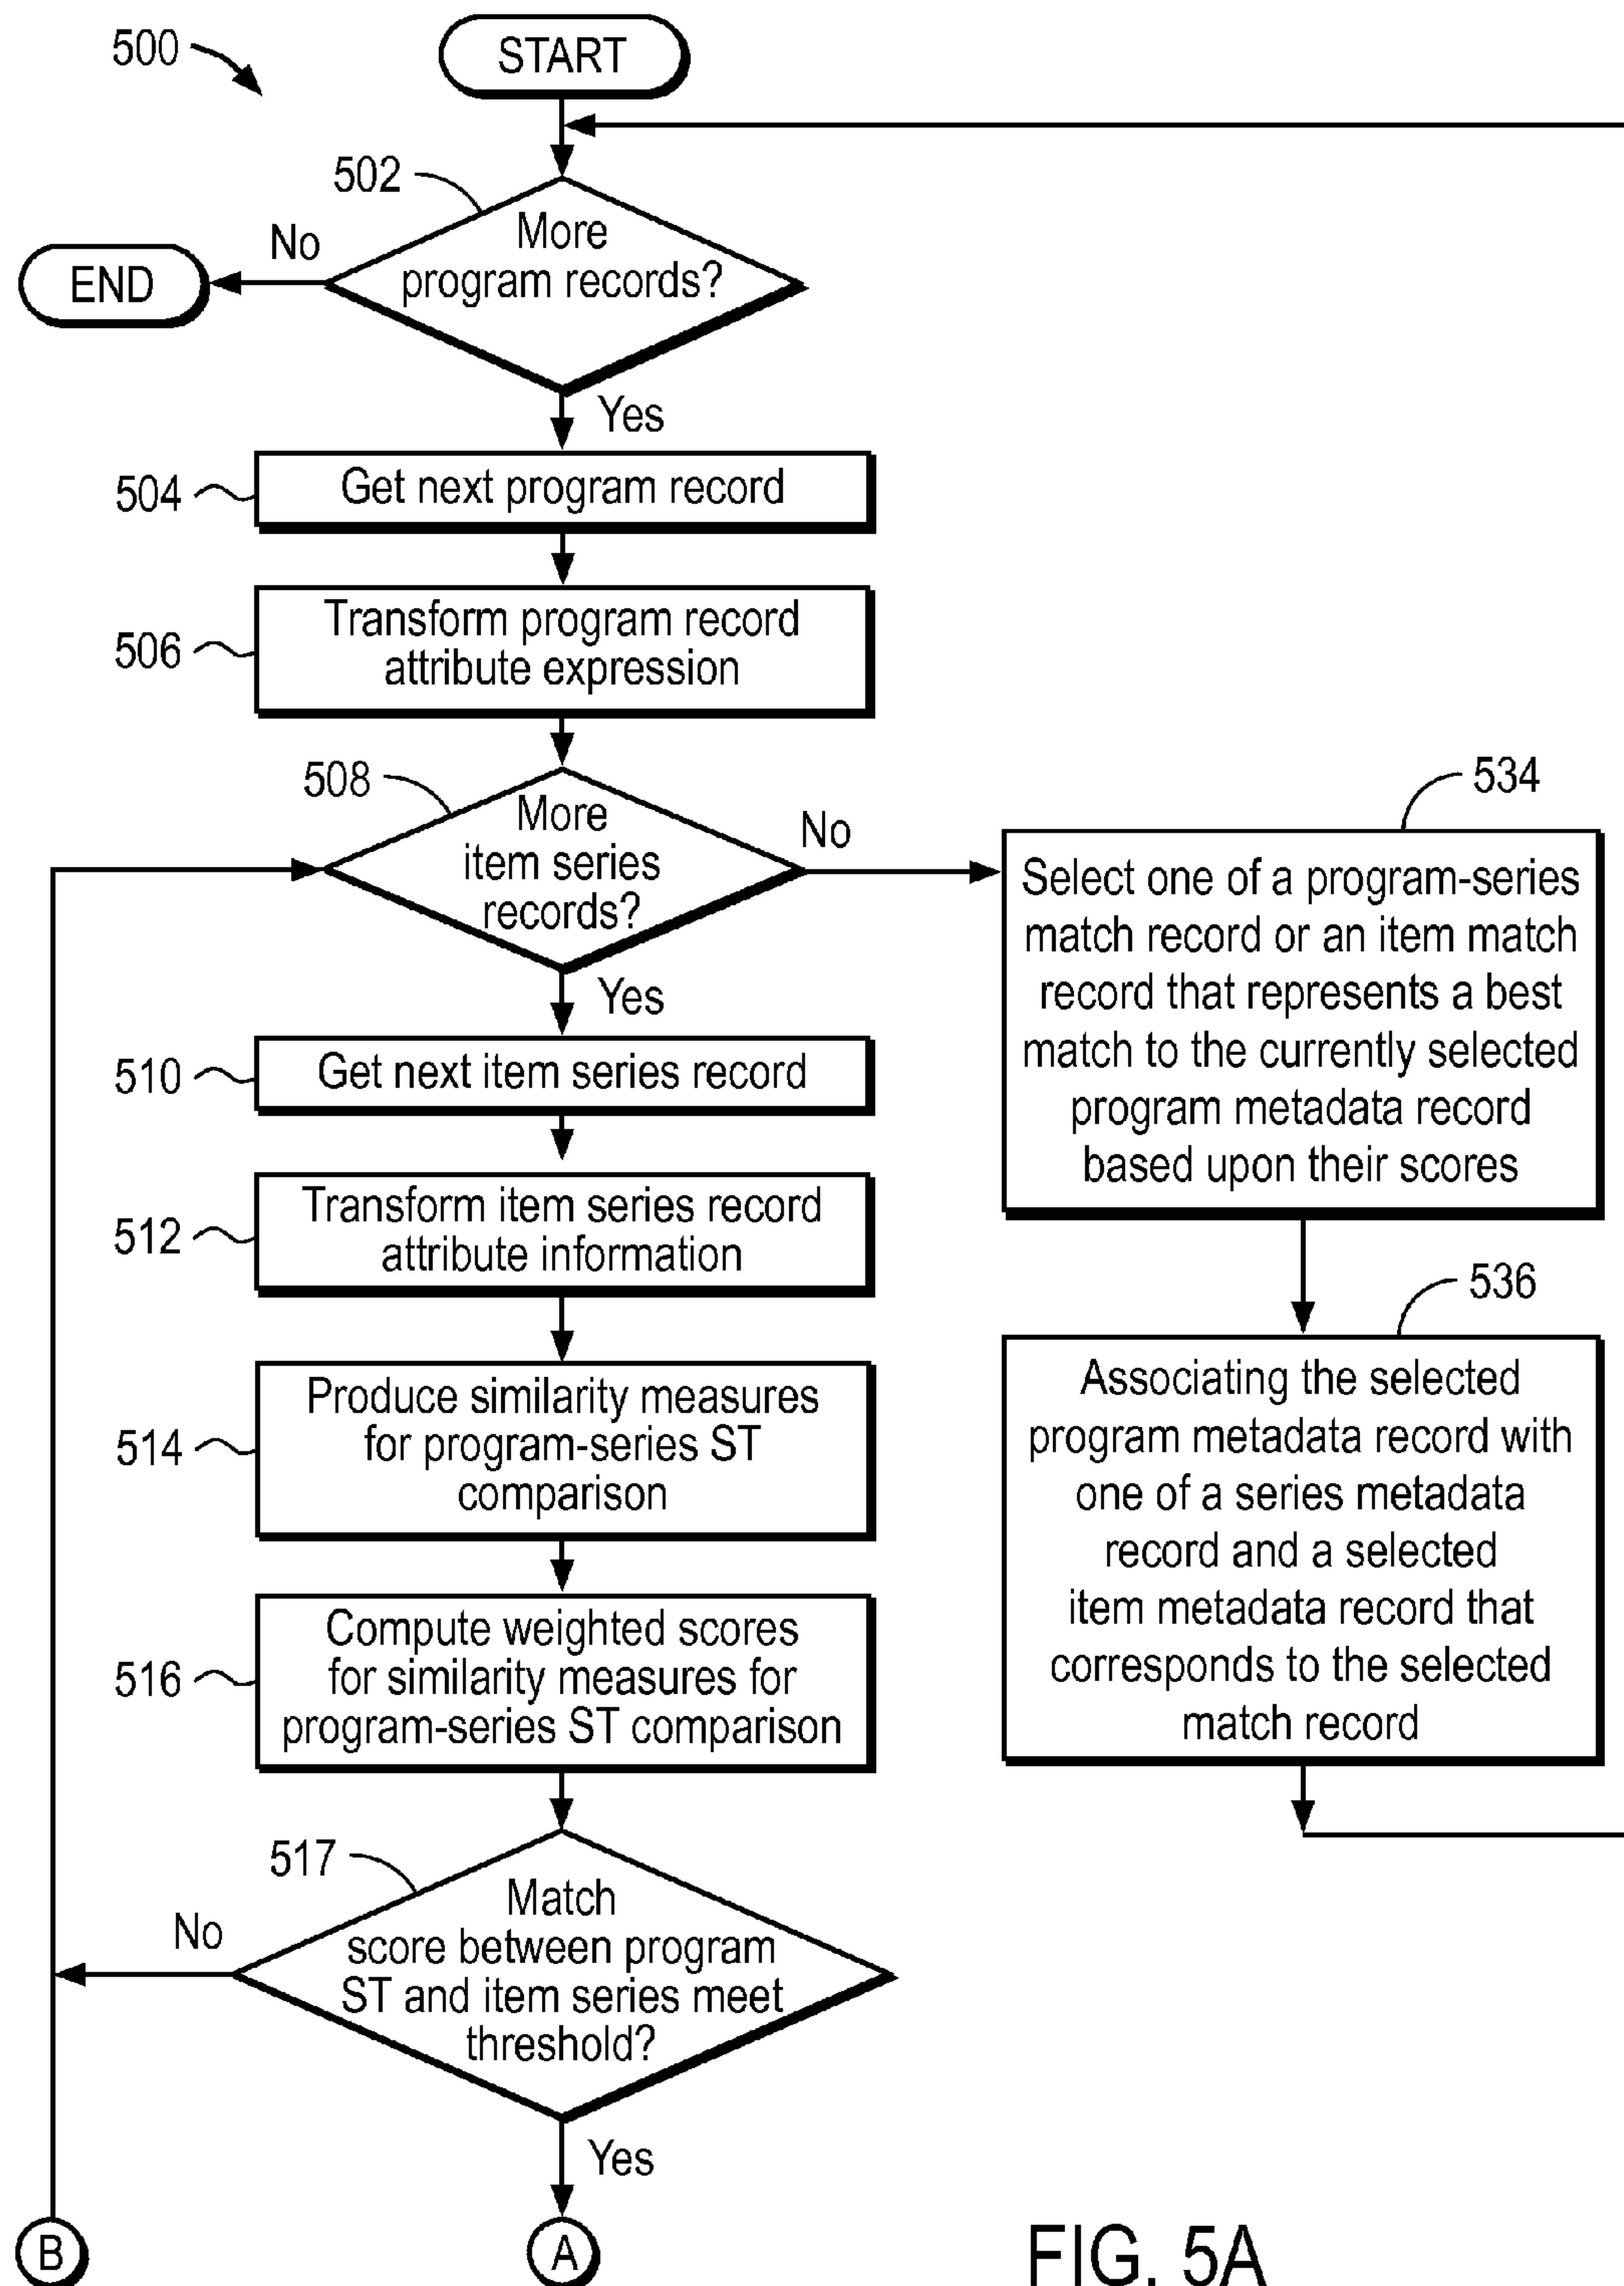 500
START
502
More
program records?
No
END
Yes
504
Get next program record
506
Transform program record
attribute expression
508
More
item series
records?
No
Yes
510
Get next item series record
512
Transform item series record
attribute information
514
Produce similarity measures
for program-series ST
comparison
516
Compute weighted scores
for similarity measures for
program-series ST comparison
517
Match
score between program
ST and item series meet
threshold?
No
Yes
B
A
534
Select one of a program-series
match record or an item match
record that represents a best
match to the currently selected
program metadata record
based upon their scores
536
Associating the selected
program metadata record with
one of a series metadata
record and a selected
item metadata record that
corresponds to the selected
match record
FIG. 5A